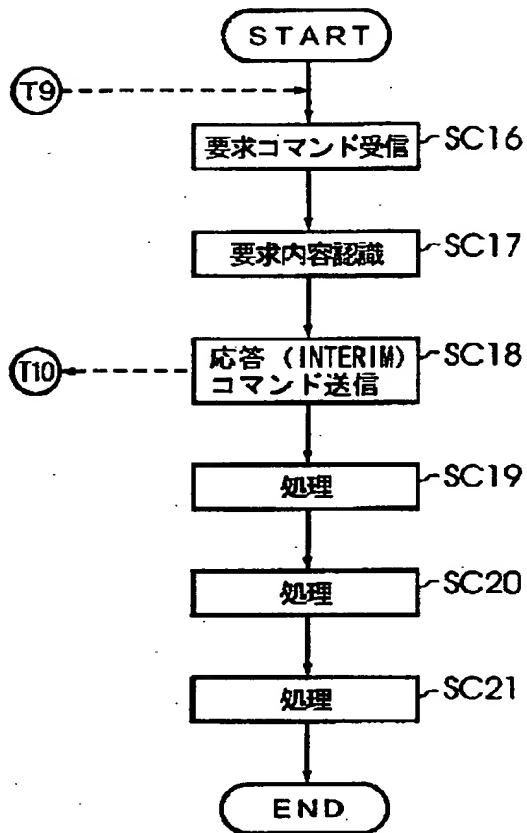 START
T9
要求コマンド受信
SC16
要求内容認識
SC17
応答（INTERIM）
コマンド送信
SC18
T10
処理
SC19
処理
SC20
処理
SC21
END